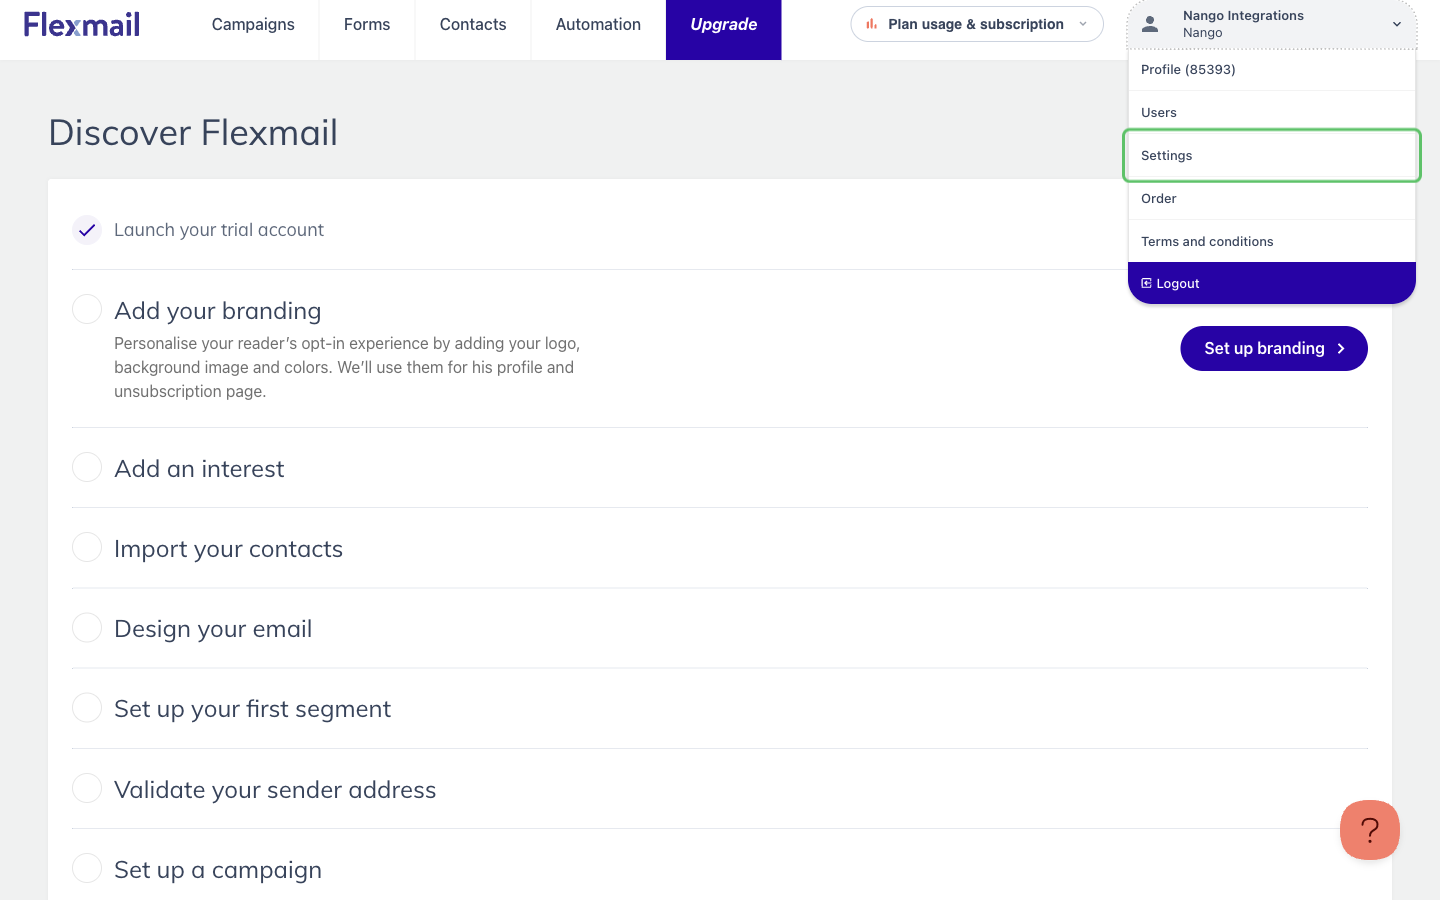 Flexmail
Campaigns
Forms
Contacts
Automation
Upgrade
Plan usage & subscription
Nango Integrations
Nango
Profile (85393)
Users
Settings
Order
Terms and conditions
Logout
Discover Flexmail
Launch your trial account
Add your branding
Personalise your reader’s opt-in experience by adding your logo,
background image and colors. We’ll use them for his profile and
unsubscription page.
Set up branding
Add an interest
Import your contacts
Design your email
Set up your first segment
Validate your sender address
Set up a campaign
?